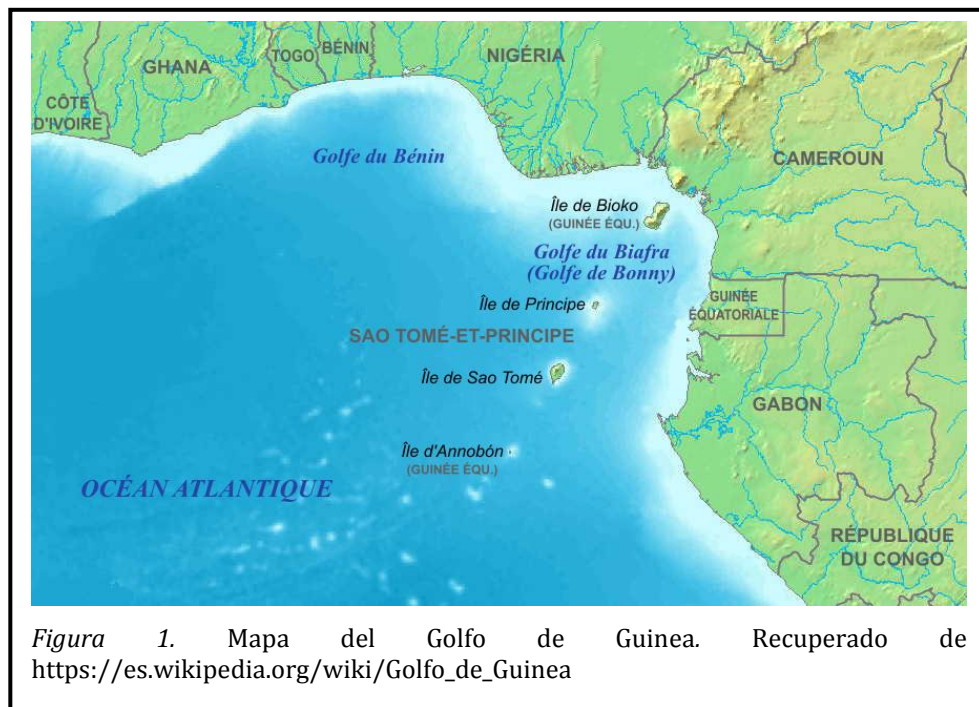 BÉNIN
NIGÉRIA
TOGO
GHANA
CÔTE
D'IVOIRE
Golfe du Bénin
CAMEROUN
Île de Bioko
(GUINÉE ÉQU.)
Golfe du Biafra
(Golfe de Bonny)
GUINÉE
ÉQUATORIALE
Île de Principe
SAO TOMÉ-ET-PRINCIPE
Île de Sao Tomé
GABON
Île d'Annobón
(GUINÉE ÉQU.)
OCÉAN ATLANTIQUE
RÉPUBLIQUE
DU CONGO
Figura 1. Mapa del Golfo de Guinea. Recuperado de
https://es.wikipedia.org/wiki/Golfo_de_Guinea